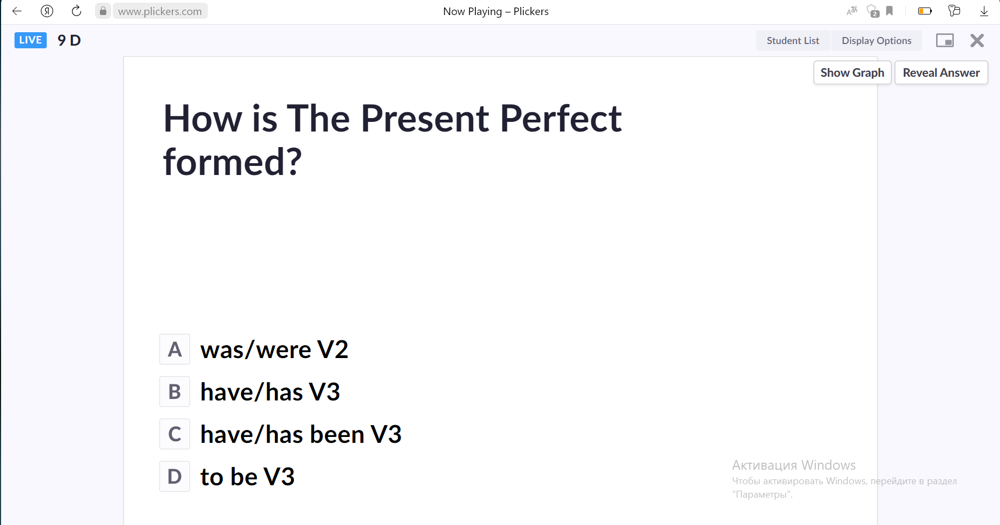 www.plickers.com
Now Playing – Plickers
2
LIVE 9 D
Student List
Display Options
Show Graph
Reveal Answer
How is The Present Perfect
formed?
A was/were V2
B have/has V3
C have/has been V3
D to be V3
Активация Windows
Чтобы активировать Windows, перейдите в раздел
"Параметры".